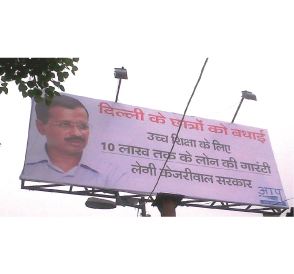 दिल्ली के छात्रों को बधाई
उच्च शिक्षा के लिए
10 लाख तक के लोन की गारंटी
लेगी केजरीवाल सरकार
आप